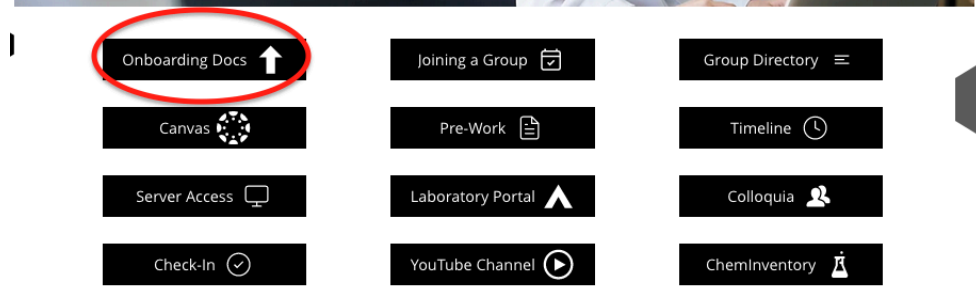 Onboarding Docs
Joining a Group
Group Directory
Canvas
Pre-Work
Timeline
Server Access
Laboratory Portal
Colloquia
Check-In
YouTube Channel
ChemInventory